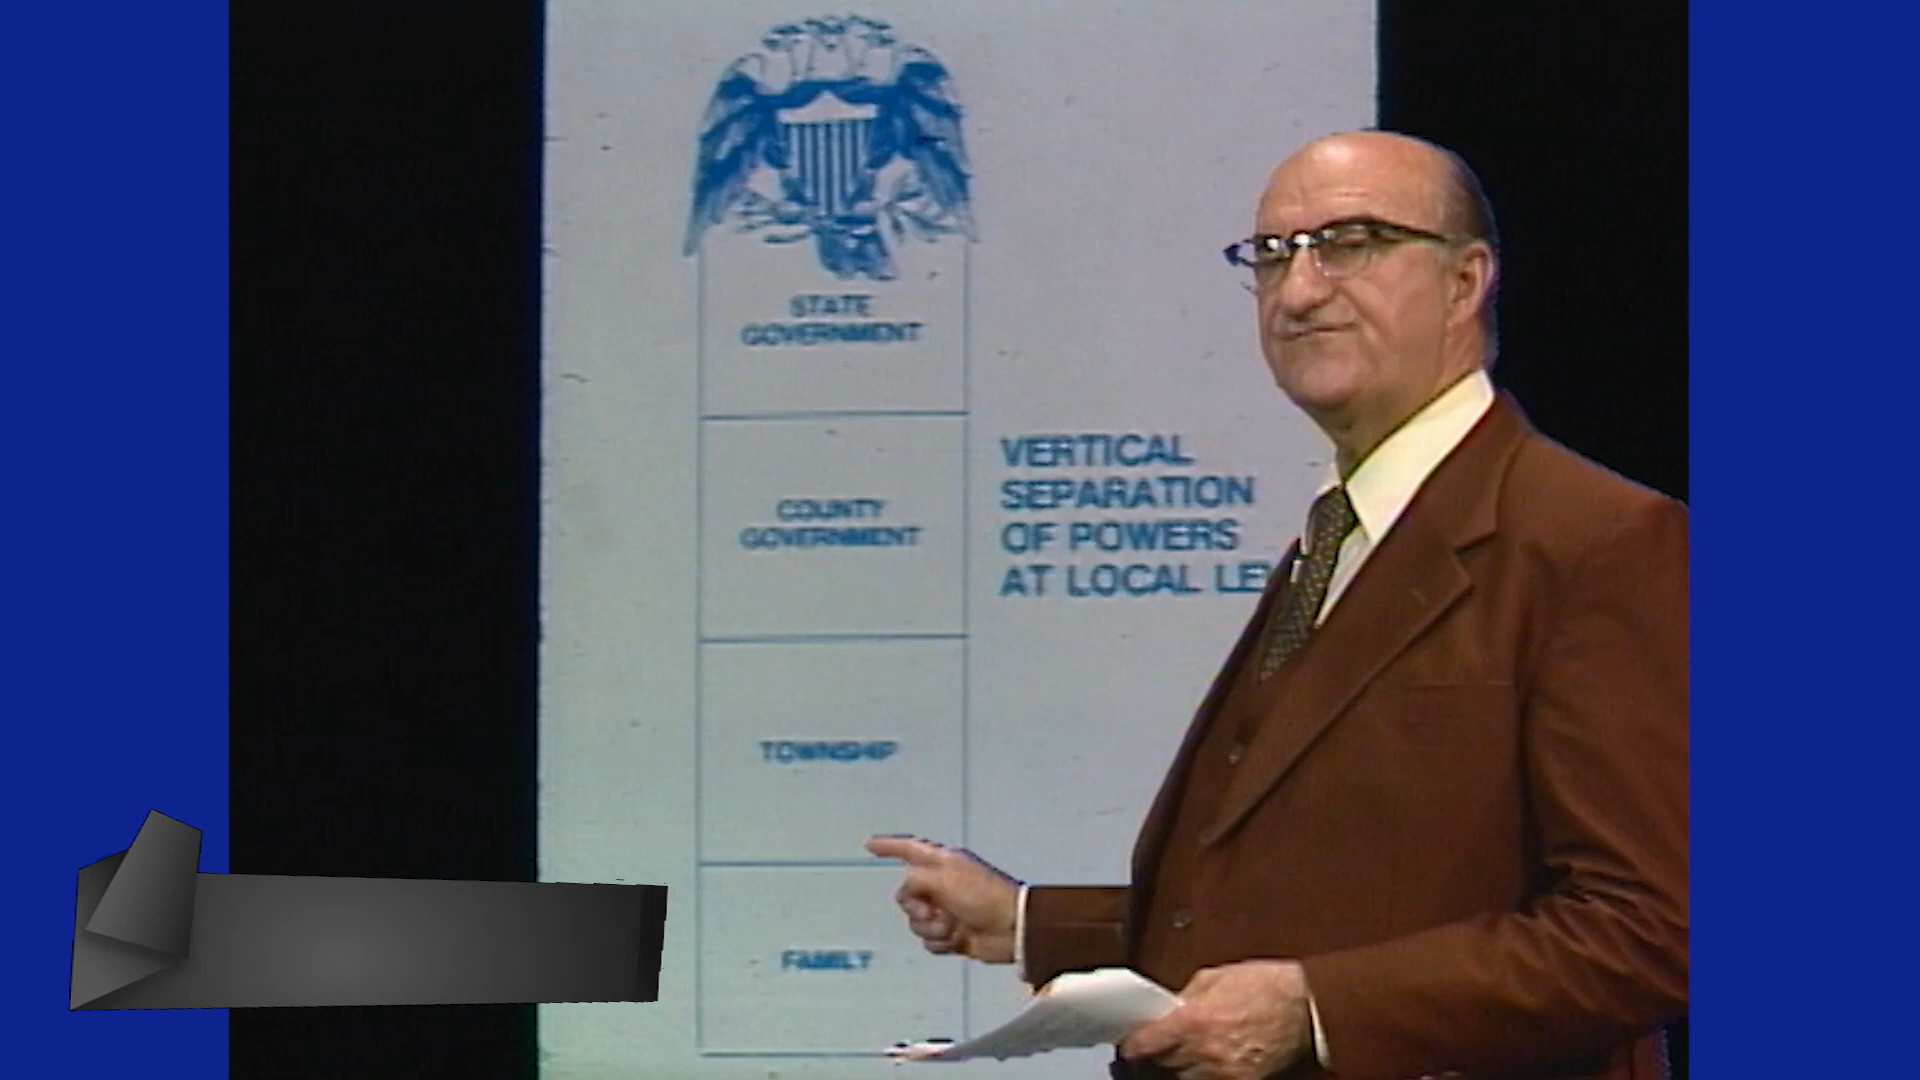 STATE
GOVERNMENT
COUNTY
GOVERNMENT
VERTICAL
SEPARATION
OF POWERS
AT LOCAL LE
TOWNSHIP
FAMILY